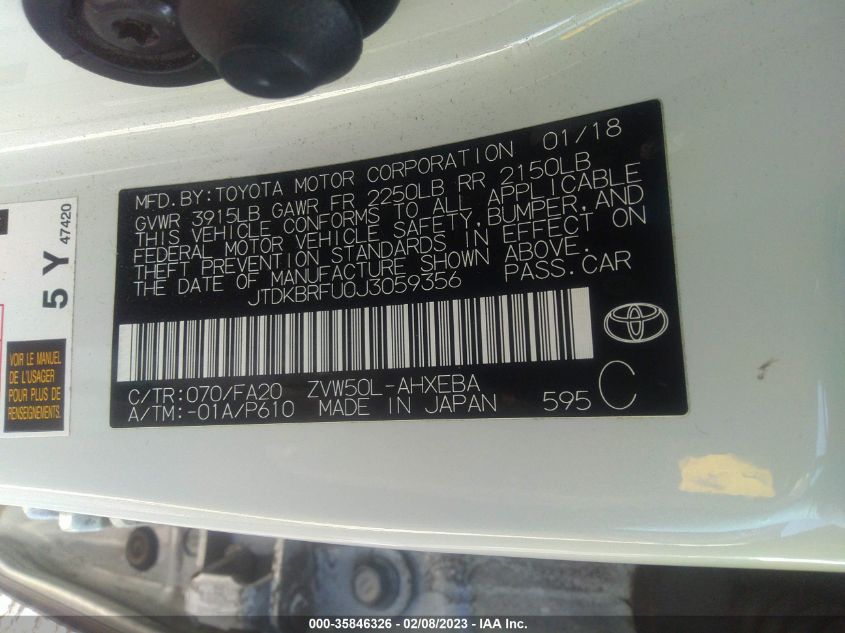 MFD. BY: TOYOTA MOTOR CORPORATION 01/18
GVWR 3915LB GAWR FR 2250LB RR 2150LB
THIS VEHICLE CONFORMS TO ALL APPLICABLE
FEDERAL MOTOR VEHICLE SAFETY, BUMPER, AND
THEFT PREVENTION STANDARDS IN EFFECT ON
THE DATE OF MANUFACTURE SHOWN ABOVE.
JTDKBRFU0J3059356 PASS. CAR
C/TR: 070/FA20 ZVW50L-AHXEBA
A/TM: -01A/P610 MADE IN JAPAN 595 C
5 Y 47420
VOIR LE MANUEL
DE L'USAGER
POUR PLUS DE
RENSEIGNEMENTS.
000-35846326 - 02/08/2023 - IAA Inc.